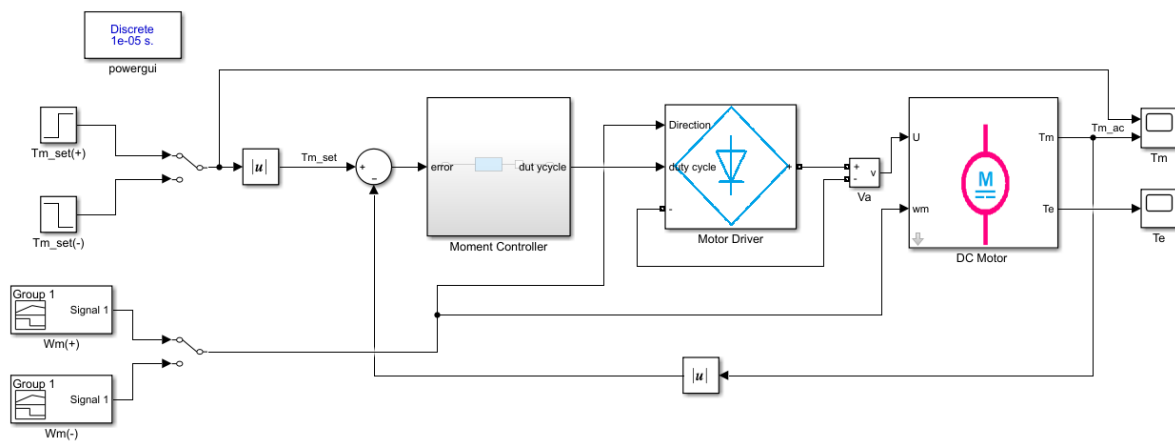 Discrete
1e-05 s.
powergui
Tm_set(+)
Tm_set(-)
|u|
Tm_set
+
−
error
dut ycycle
Moment Controller
Direction
duty cycle
+
-
Motor Driver
+
-
v
Va
U
wm
M
Tm
Te
DC Motor
Tm_ac
Tm
Te
Group 1
Signal 1
Wm(+)
Group 1
Signal 1
Wm(-)
|u|